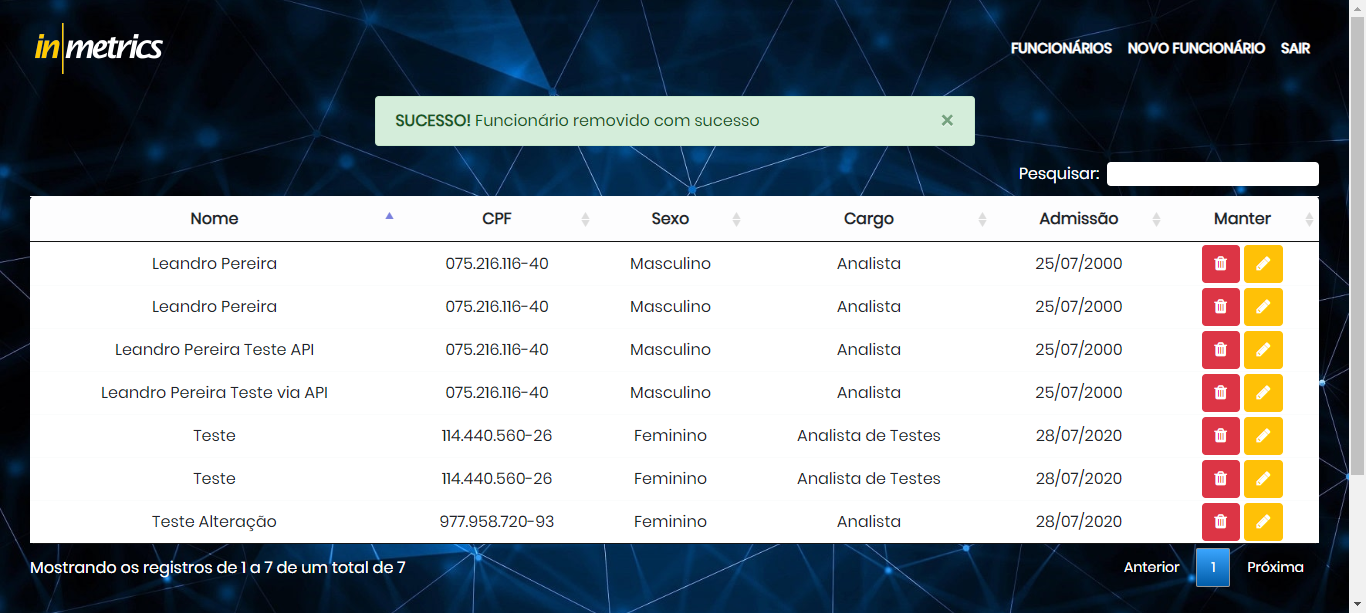 in|metrics
FUNCIONÁRIOS NOVO FUNCIONÁRIO SAIR
SUCESSO! Funcionário removido com sucesso ×
Pesquisar:
Nome CPF Sexo Cargo Admissão Manter
Leandro Pereira 075.216.116-40 Masculino Analista 25/07/2000
Leandro Pereira 075.216.116-40 Masculino Analista 25/07/2000
Leandro Pereira Teste API 075.216.116-40 Masculino Analista 25/07/2000
Leandro Pereira Teste via API 075.216.116-40 Masculino Analista 25/07/2000
Teste 114.440.560-26 Feminino Analista de Testes 28/07/2020
Teste 114.440.560-26 Feminino Analista de Testes 28/07/2020
Teste Alteração 977.958.720-93 Feminino Analista 28/07/2020
Mostrando os registros de 1 a 7 de um total de 7 Anterior 1 Próxima